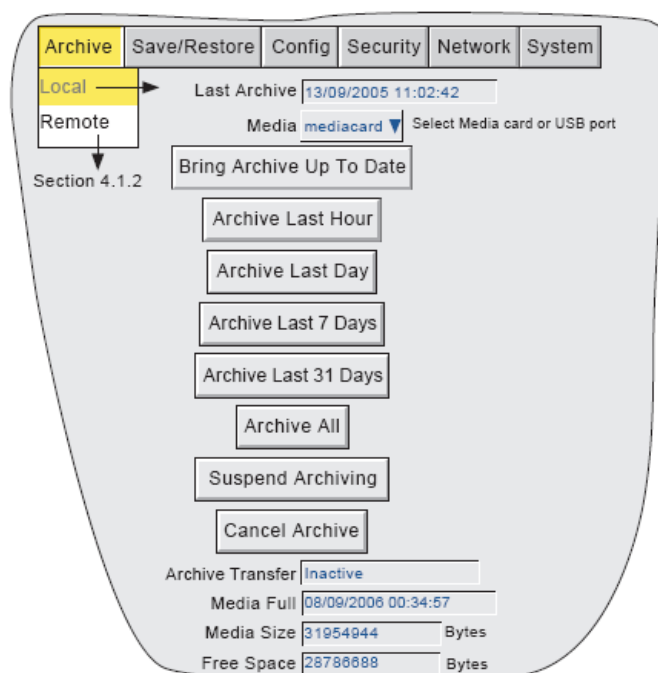 Archive Save/Restore Config Security Network System
Local
Last Archive 13/09/2005 11:02:42
Remote
Media mediacard Select Media card or USB port
Section 4.1.2
Bring Archive Up To Date
Archive Last Hour
Archive Last Day
Archive Last 7 Days
Archive Last 31 Days
Archive All
Suspend Archiving
Cancel Archive
Archive Transfer Inactive
Media Full 08/09/2006 00:34:57
Media Size 31954944 Bytes
Free Space 28786688 Bytes